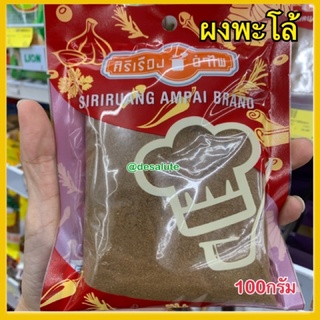 ผงพะโล้
ศิริเรือง อำไพ
SIRIRUANG AMPAI BRAND
@desalute
100กรัม